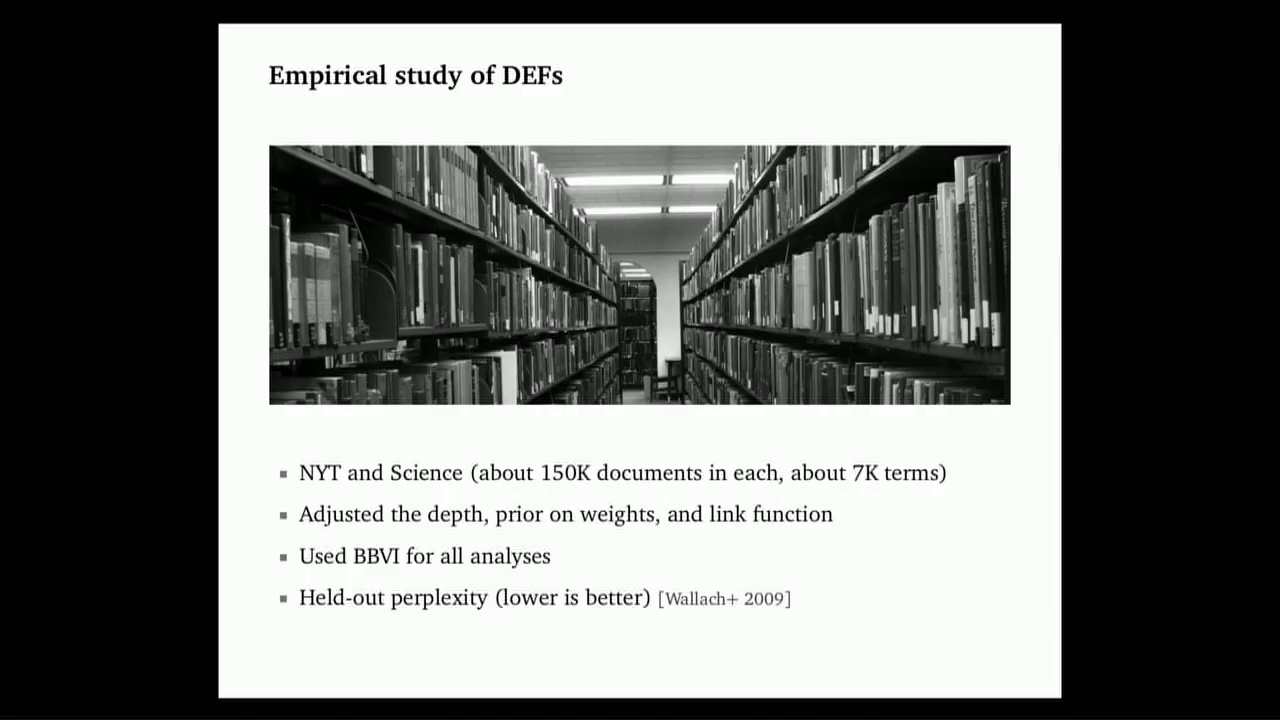 Empirical study of DEFs
▪ NYT and Science (about 150K documents in each, about 7K terms)
▪ Adjusted the depth, prior on weights, and link function
▪ Used BBVI for all analyses
▪ Held-out perplexity (lower is better) [Wallach+ 2009]